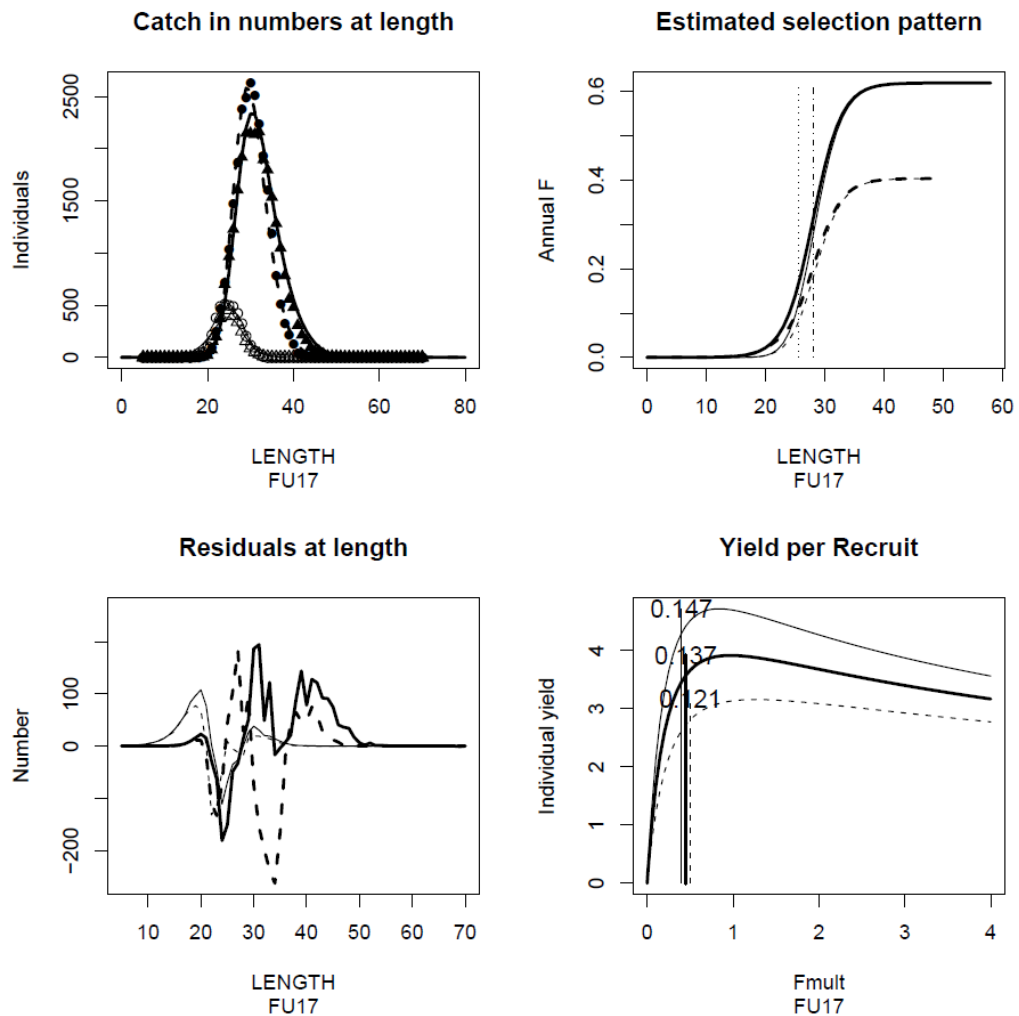 Catch in numbers at length
Individuals
0
500
1500
2500
0
20
40
60
80
LENGTH
FU17
Estimated selection pattern
Annual F
0.0
0.2
0.4
0.6
0
10
20
30
40
50
60
LENGTH
FU17
Residuals at length
Number
−200
0
100
10
20
30
40
50
60
70
LENGTH
FU17
Yield per Recruit
Individual yield
0
1
2
3
4
0.147
0.137
0.121
0
1
2
3
4
Fmult
FU17